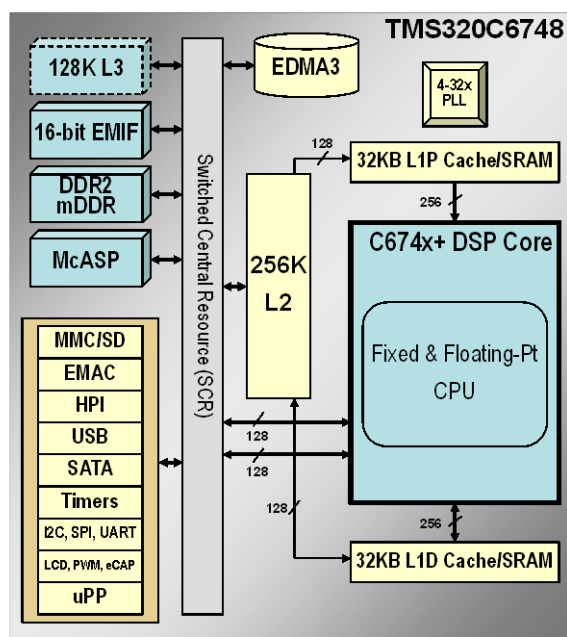 TMS320C6748
128K L3
EDMA3
4-32x
PLL
16-bit EMIF
DDR2
mDDR
McASP
Switched Central Resource (SCR)
128
32KB L1P Cache/SRAM
256
256K
L2
C674x+ DSP Core
Fixed & Floating-Pt
CPU
MMC/SD
EMAC
HPI
USB
SATA
Timers
I2C, SPI, UART
LCD, PWM, eCAP
uPP
128
128
128
256
32KB L1D Cache/SRAM